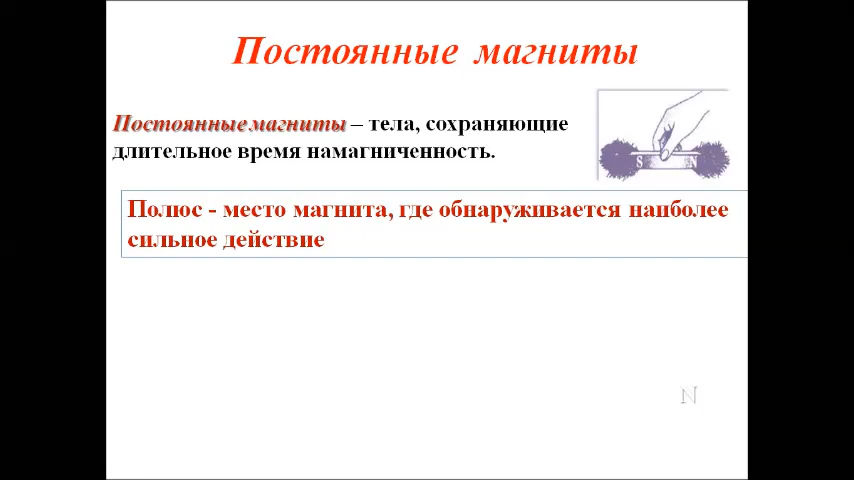 Постоянные магниты
Постоянные магниты – тела, сохраняющие
длительное время намагниченность.
S N
Полюс - место магнита, где обнаруживается наиболее
сильное действие
N